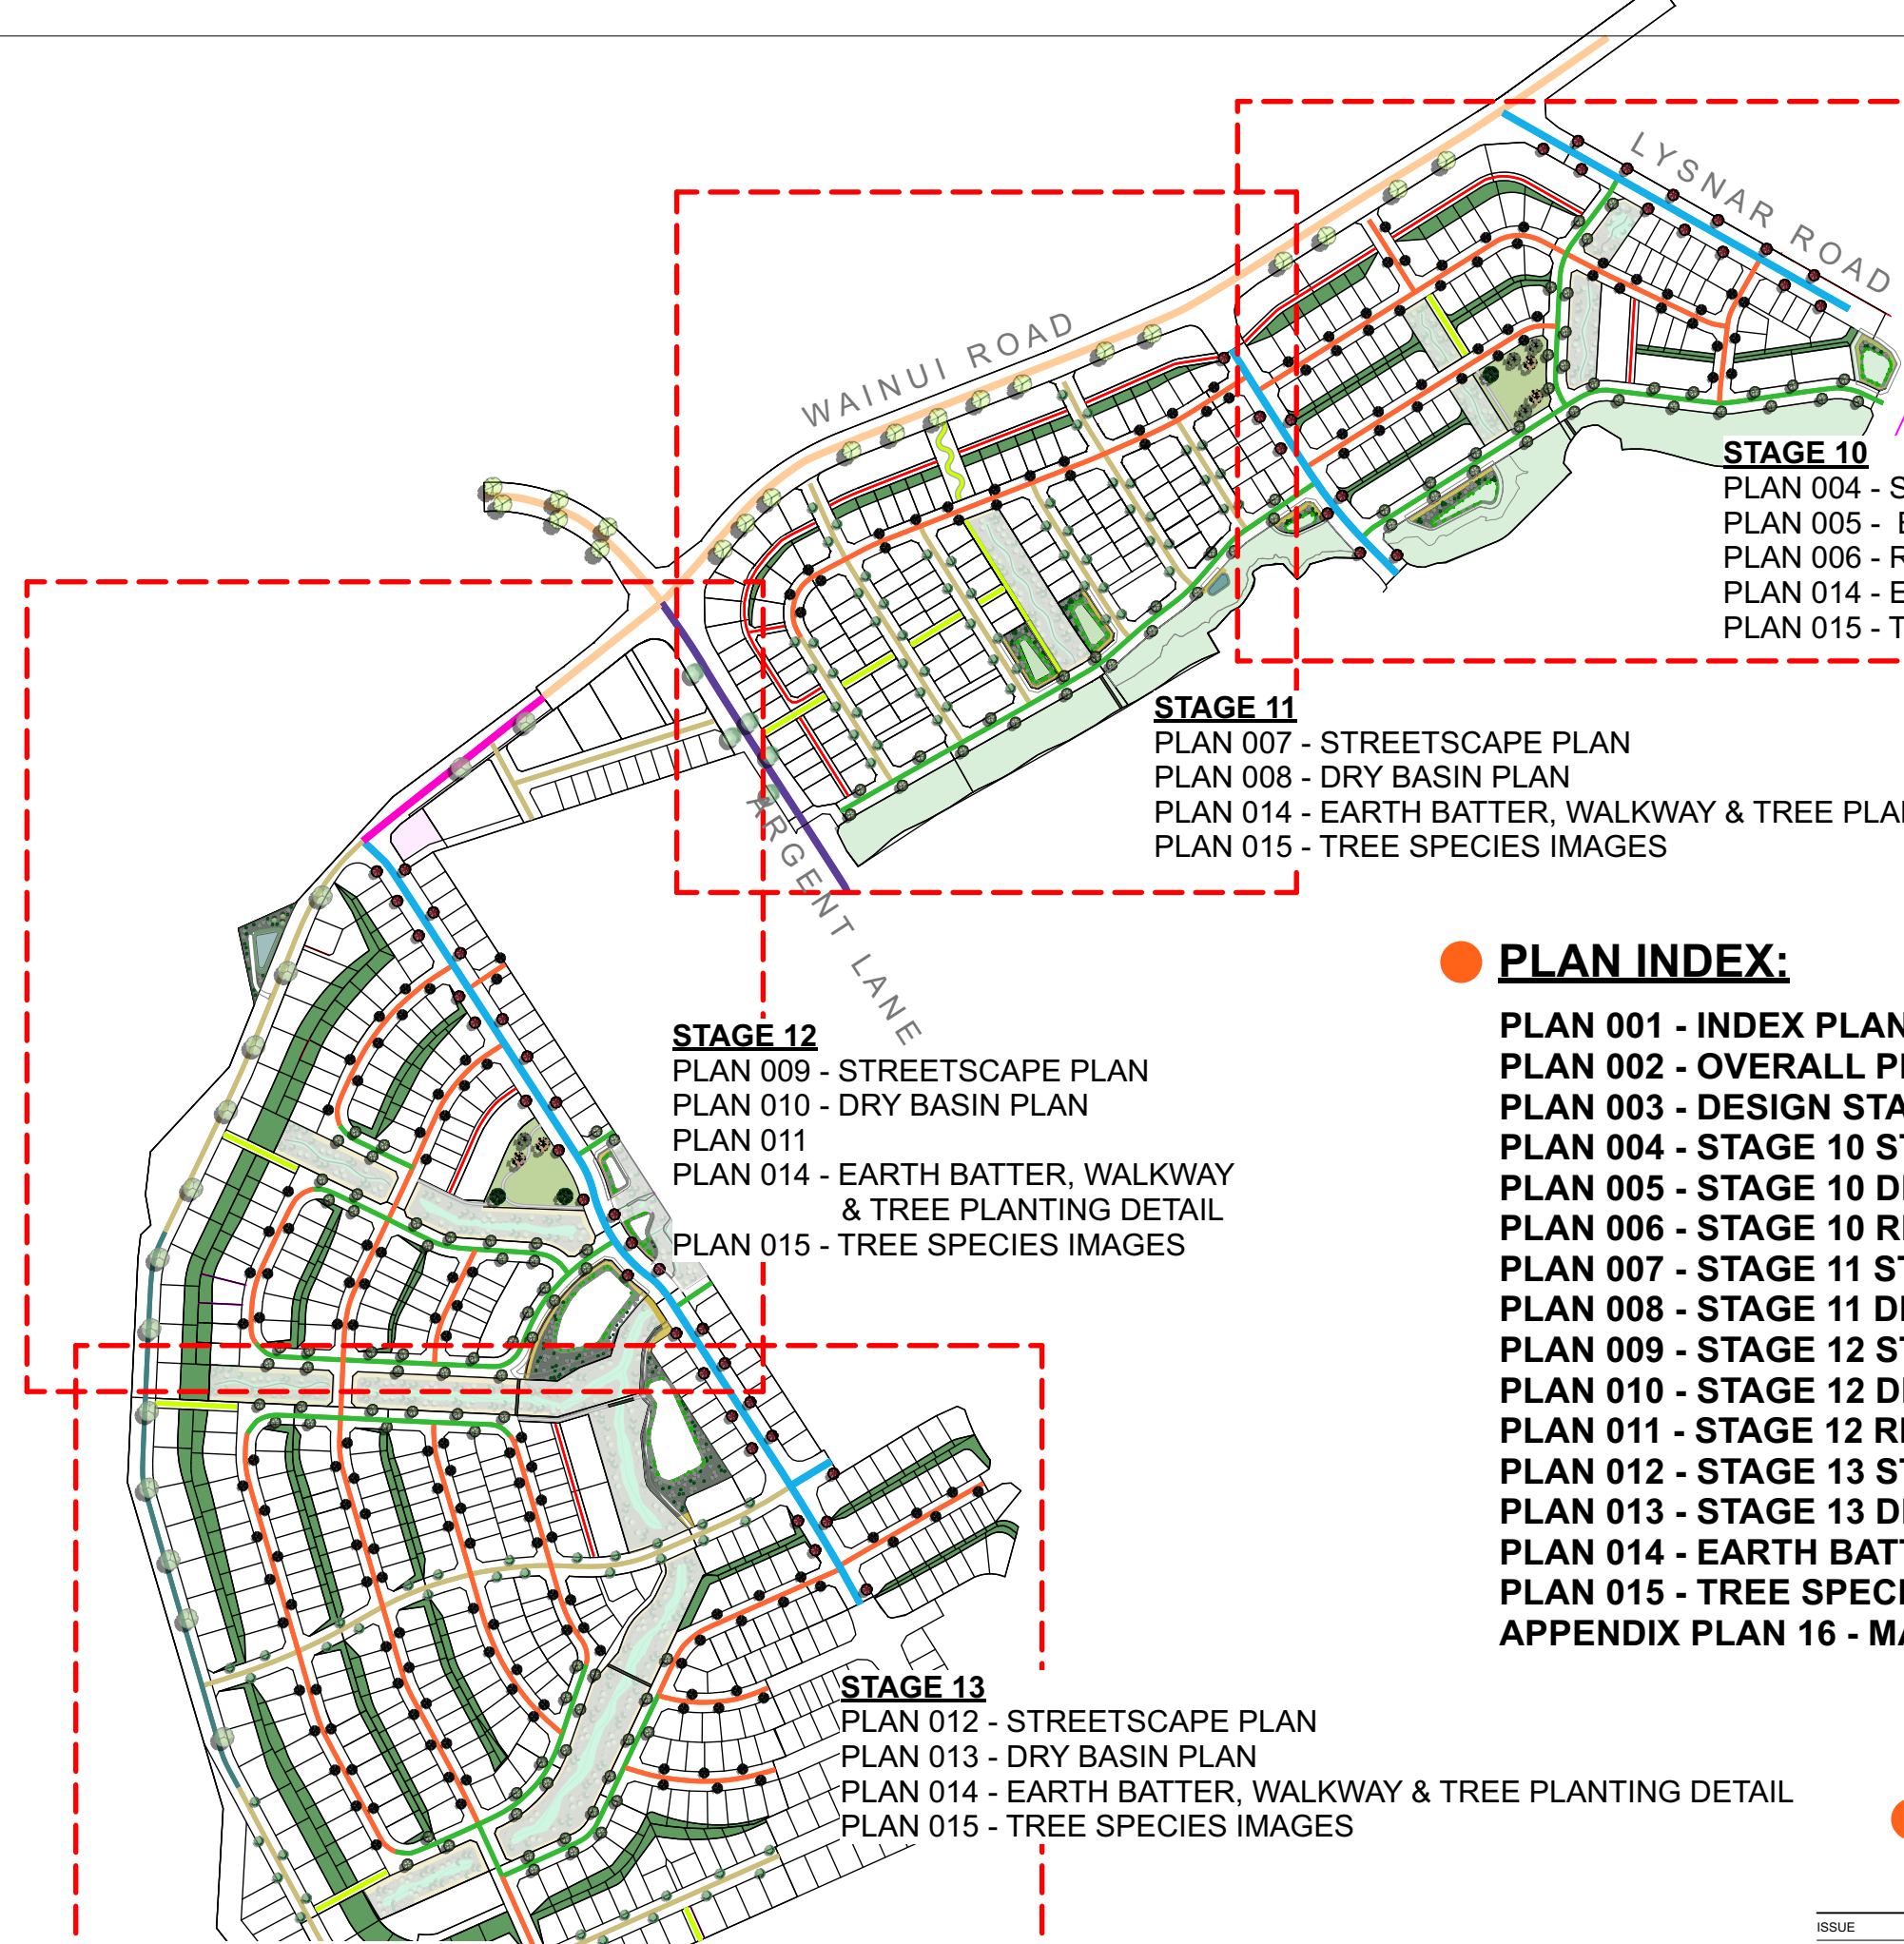 LYSNAR ROAD
WAINUI ROAD
ARGENT LANE
STAGE 10
PLAN 004 - S
PLAN 005 - E
PLAN 006 - R
PLAN 014 - E
PLAN 015 - T
STAGE 11
PLAN 007 - STREETSCAPE PLAN
PLAN 008 - DRY BASIN PLAN
PLAN 014 - EARTH BATTER, WALKWAY & TREE PLA
PLAN 015 - TREE SPECIES IMAGES
STAGE 12
PLAN 009 - STREETSCAPE PLAN
PLAN 010 - DRY BASIN PLAN
PLAN 011
PLAN 014 - EARTH BATTER, WALKWAY
& TREE PLANTING DETAIL
PLAN 015 - TREE SPECIES IMAGES
PLAN INDEX:
PLAN 001 - INDEX PLAN
PLAN 002 - OVERALL P
PLAN 003 - DESIGN STA
PLAN 004 - STAGE 10 S
PLAN 005 - STAGE 10 D
PLAN 006 - STAGE 10 R
PLAN 007 - STAGE 11 S
PLAN 008 - STAGE 11 D
PLAN 009 - STAGE 12 S
PLAN 010 - STAGE 12 D
PLAN 011 - STAGE 12 R
PLAN 012 - STAGE 13 S
PLAN 013 - STAGE 13 D
PLAN 014 - EARTH BATT
PLAN 015 - TREE SPECI
APPENDIX PLAN 16 - MA
STAGE 13
PLAN 012 - STREETSCAPE PLAN
PLAN 013 - DRY BASIN PLAN
PLAN 014 - EARTH BATTER, WALKWAY & TREE PLANTING DETAIL
PLAN 015 - TREE SPECIES IMAGES
ISSUE